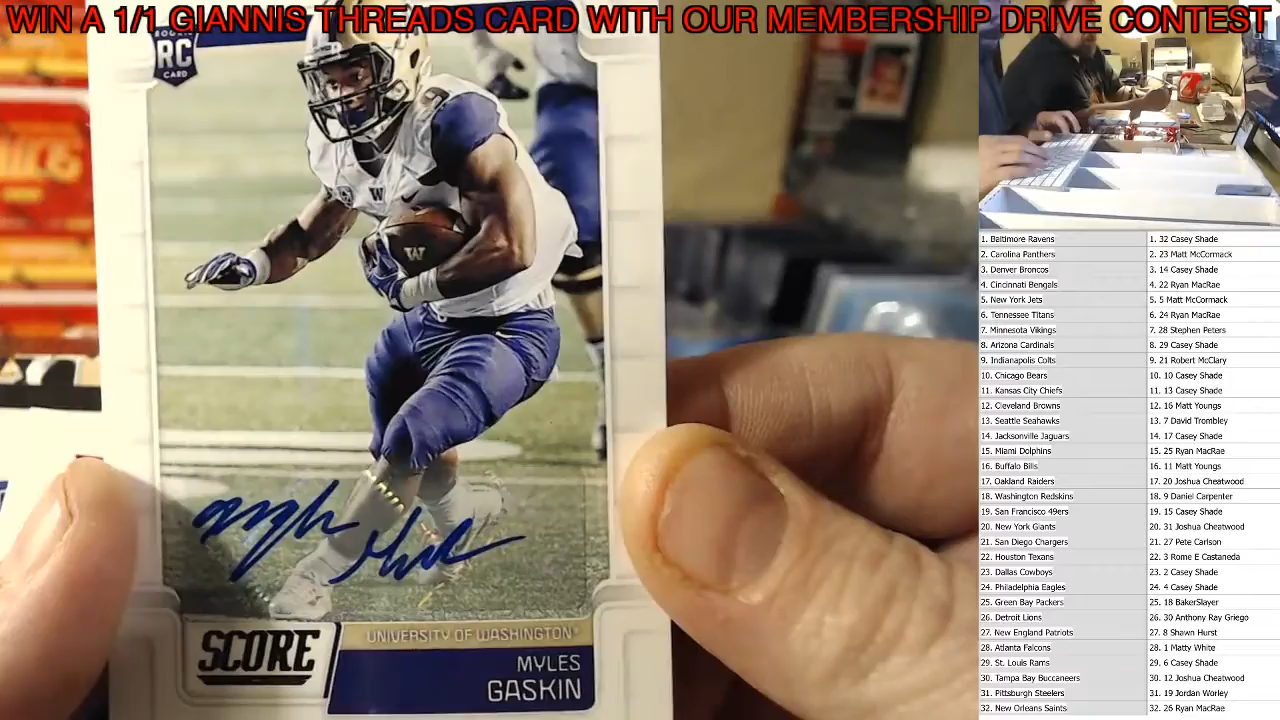 WIN A 1/1 GIANNIS THREADS CARD WITH OUR MEMBERSHIP DRIVE CONTEST
RC
CARD
W
W
SCORE
UNIVERSITY OF WASHINGTON
MYLES
GASKIN
1. Baltimore Ravens 1. 32 Casey Shade
2. Carolina Panthers 2. 23 Matt McCormack
3. Denver Broncos 3. 14 Casey Shade
4. Cincinnati Bengals 4. 22 Ryan MacRae
5. New York Jets 5. 5 Matt McCormack
6. Tennessee Titans 6. 24 Ryan MacRae
7. Minnesota Vikings 7. 28 Stephen Peters
8. Arizona Cardinals 8. 29 Casey Shade
9. Indianapolis Colts 9. 21 Robert McClary
10. Chicago Bears 10. 10 Casey Shade
11. Kansas City Chiefs 11. 13 Casey Shade
12. Cleveland Browns 12. 16 Matt Youngs
13. Seattle Seahawks 13. 7 David Trombley
14. Jacksonville Jaguars 14. 17 Casey Shade
15. Miami Dolphins 15. 25 Ryan MacRae
16. Buffalo Bills 16. 11 Matt Youngs
17. Oakland Raiders 17. 20 Joshua Cheatwood
18. Washington Redskins 18. 9 Daniel Carpenter
19. San Francisco 49ers 19. 15 Casey Shade
20. New York Giants 20. 31 Joshua Cheatwood
21. San Diego Chargers 21. 27 Pete Carlson
22. Houston Texans 22. 3 Rome E Castaneda
23. Dallas Cowboys 23. 2 Casey Shade
24. Philadelphia Eagles 24. 4 Casey Shade
25. Green Bay Packers 25. 18 BakerSlayer
26. Detroit Lions 26. 30 Anthony Ray Griego
27. New England Patriots 27. 8 Shawn Hurst
28. Atlanta Falcons 28. 1 Matty White
29. St. Louis Rams 29. 6 Casey Shade
30. Tampa Bay Buccaneers 30. 12 Joshua Cheatwood
31. Pittsburgh Steelers 31. 19 Jordan Worley
32. New Orleans Saints 32. 26 Ryan MacRae